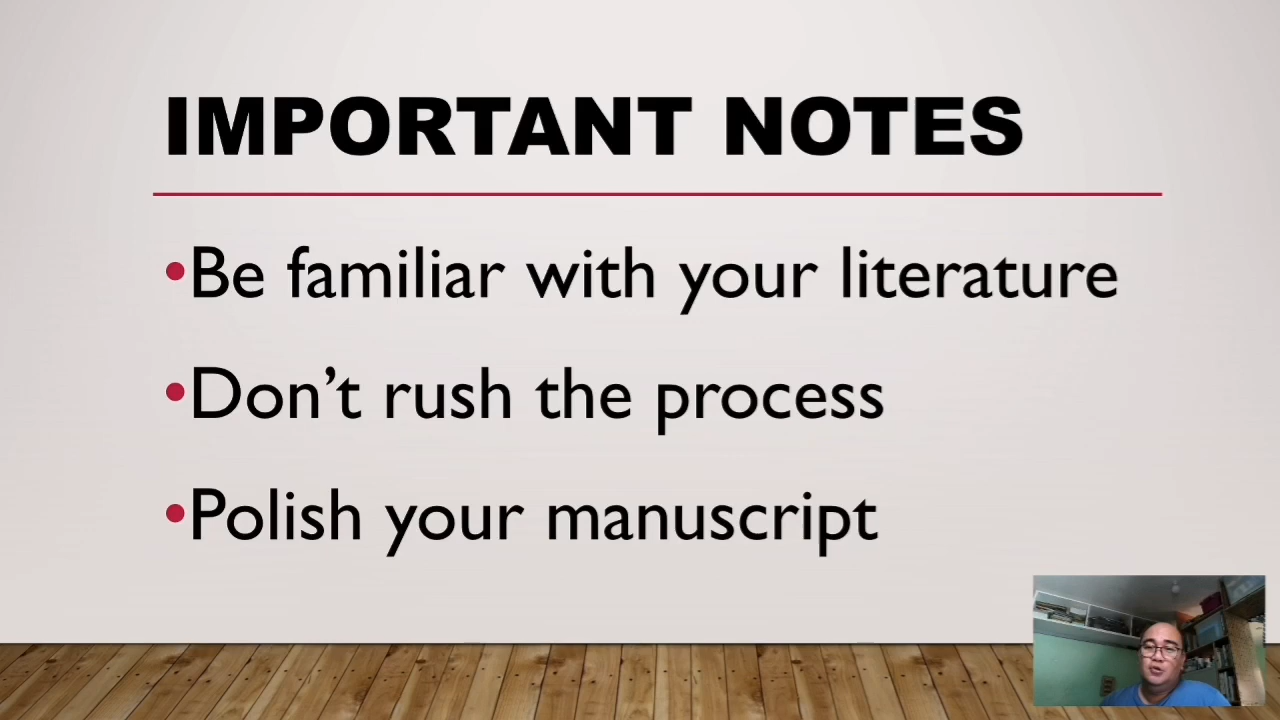 IMPORTANT NOTES
•Be familiar with your literature
•Don’t rush the process
•Polish your manuscript